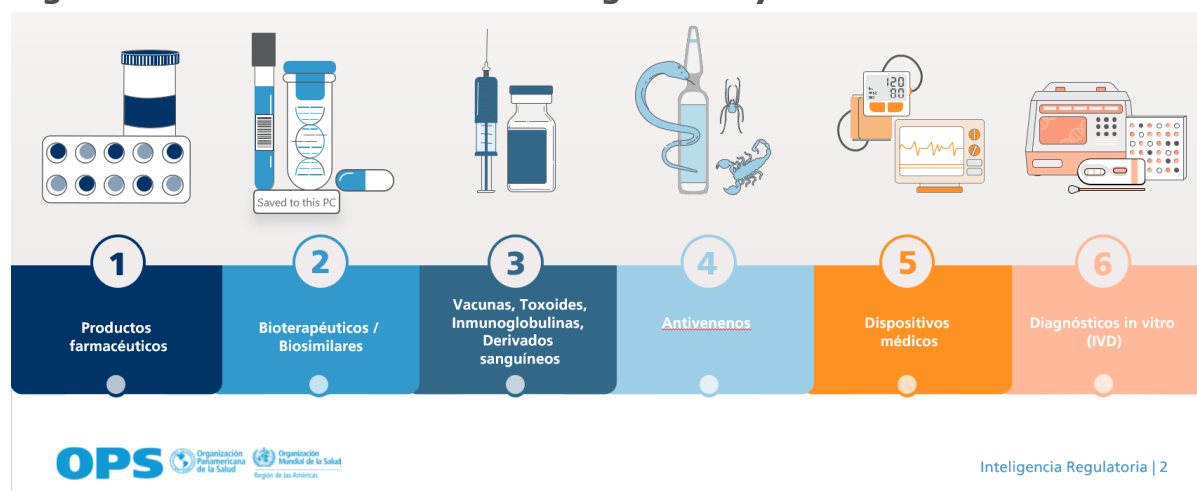 120
80
Saved to this PC
1
2
3
4
5
6
Productos
farmacéuticos
Bioterapéuticos /
Biosimilares
Vacunas, Toxoides,
Inmunoglobulinas,
Derivados
sanguíneos
Antivenenos
Dispositivos
médicos
Diagnósticos in vitro
(IVD)
OPS
Organización
Panamericana
de la Salud
Organización
Mundial de la Salud
Región de las Américas
Inteligencia Regulatoria | 2